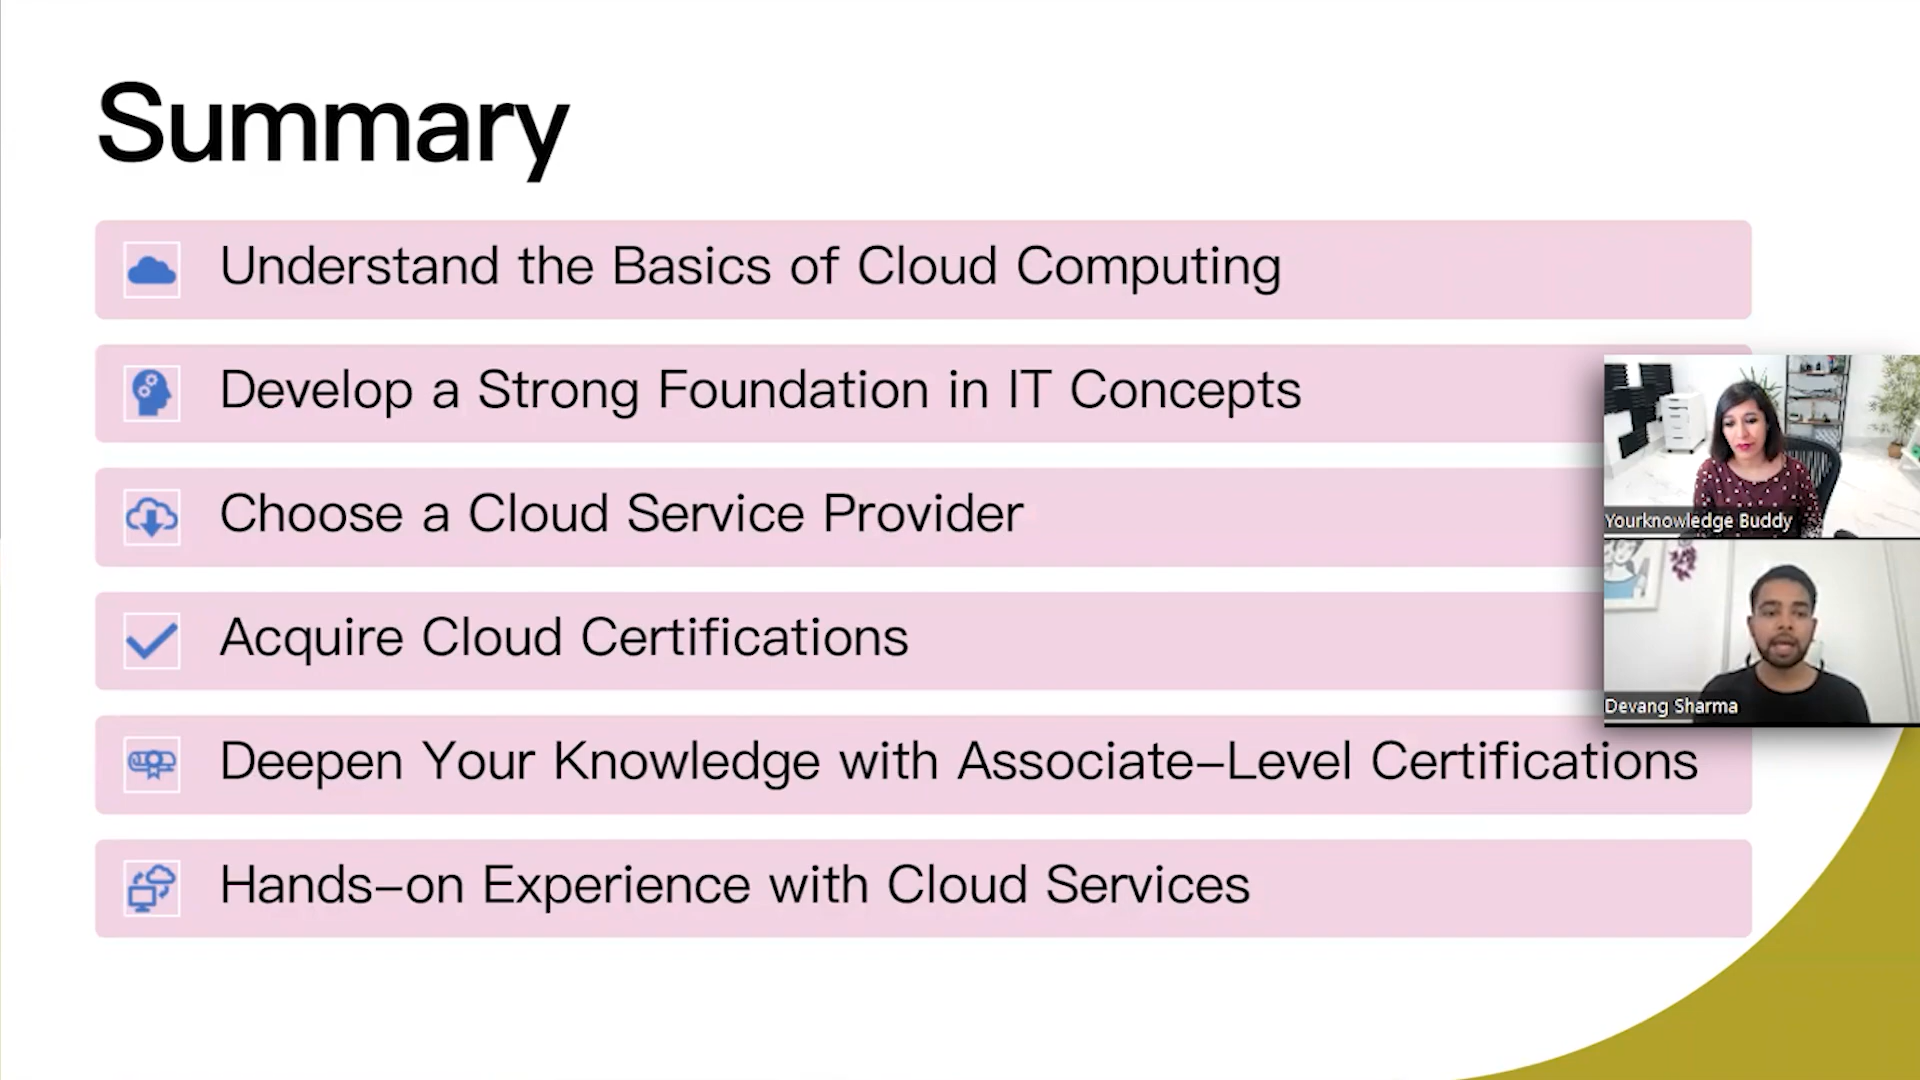 Summary
Understand the Basics of Cloud Computing
Develop a Strong Foundation in IT Concepts
Choose a Cloud Service Provider
Acquire Cloud Certifications
Deepen Your Knowledge with Associate–Level Certifications
Hands–on Experience with Cloud Services
Yourknowledge Buddy
Devang Sharma